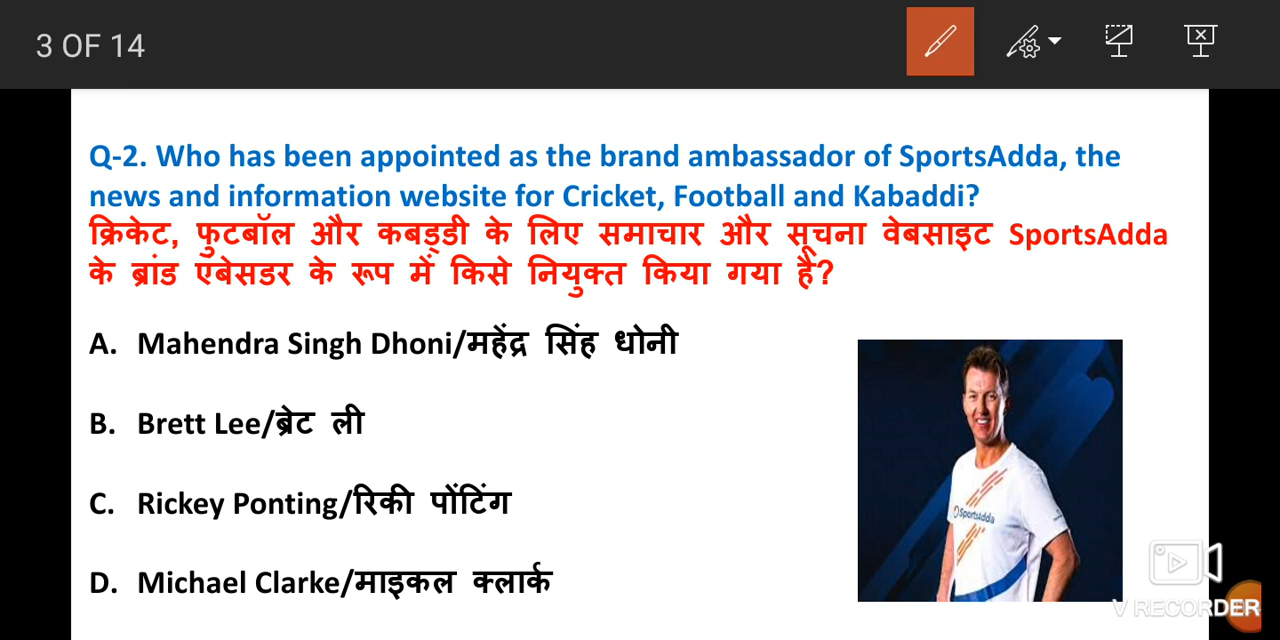 3 OF 14
Q-2. Who has been appointed as the brand ambassador of SportsAdda, the
news and information website for Cricket, Football and Kabaddi?
क्रिकेट, फुटबॉल और कबड्डी के लिए समाचार और सूचना वेबसाइट SportsAdda
के ब्रांड एंबेसडर के रूप में किसे नियुक्त किया गया है?
A. Mahendra Singh Dhoni/महेंद्र सिंह धोनी
B. Brett Lee/ब्रेट ली
SportsAdda
C. Rickey Ponting/रिकी पोंटिंग
D. Michael Clarke/माइकल क्लार्क
V RECORDER